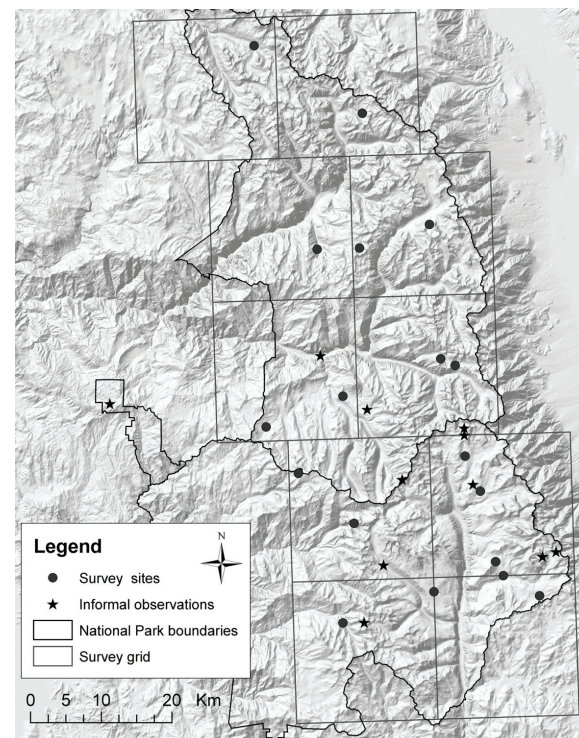 Legend
N
Survey sites
Informal observations
National Park boundaries
Survey grid
0 5 10 20 Km